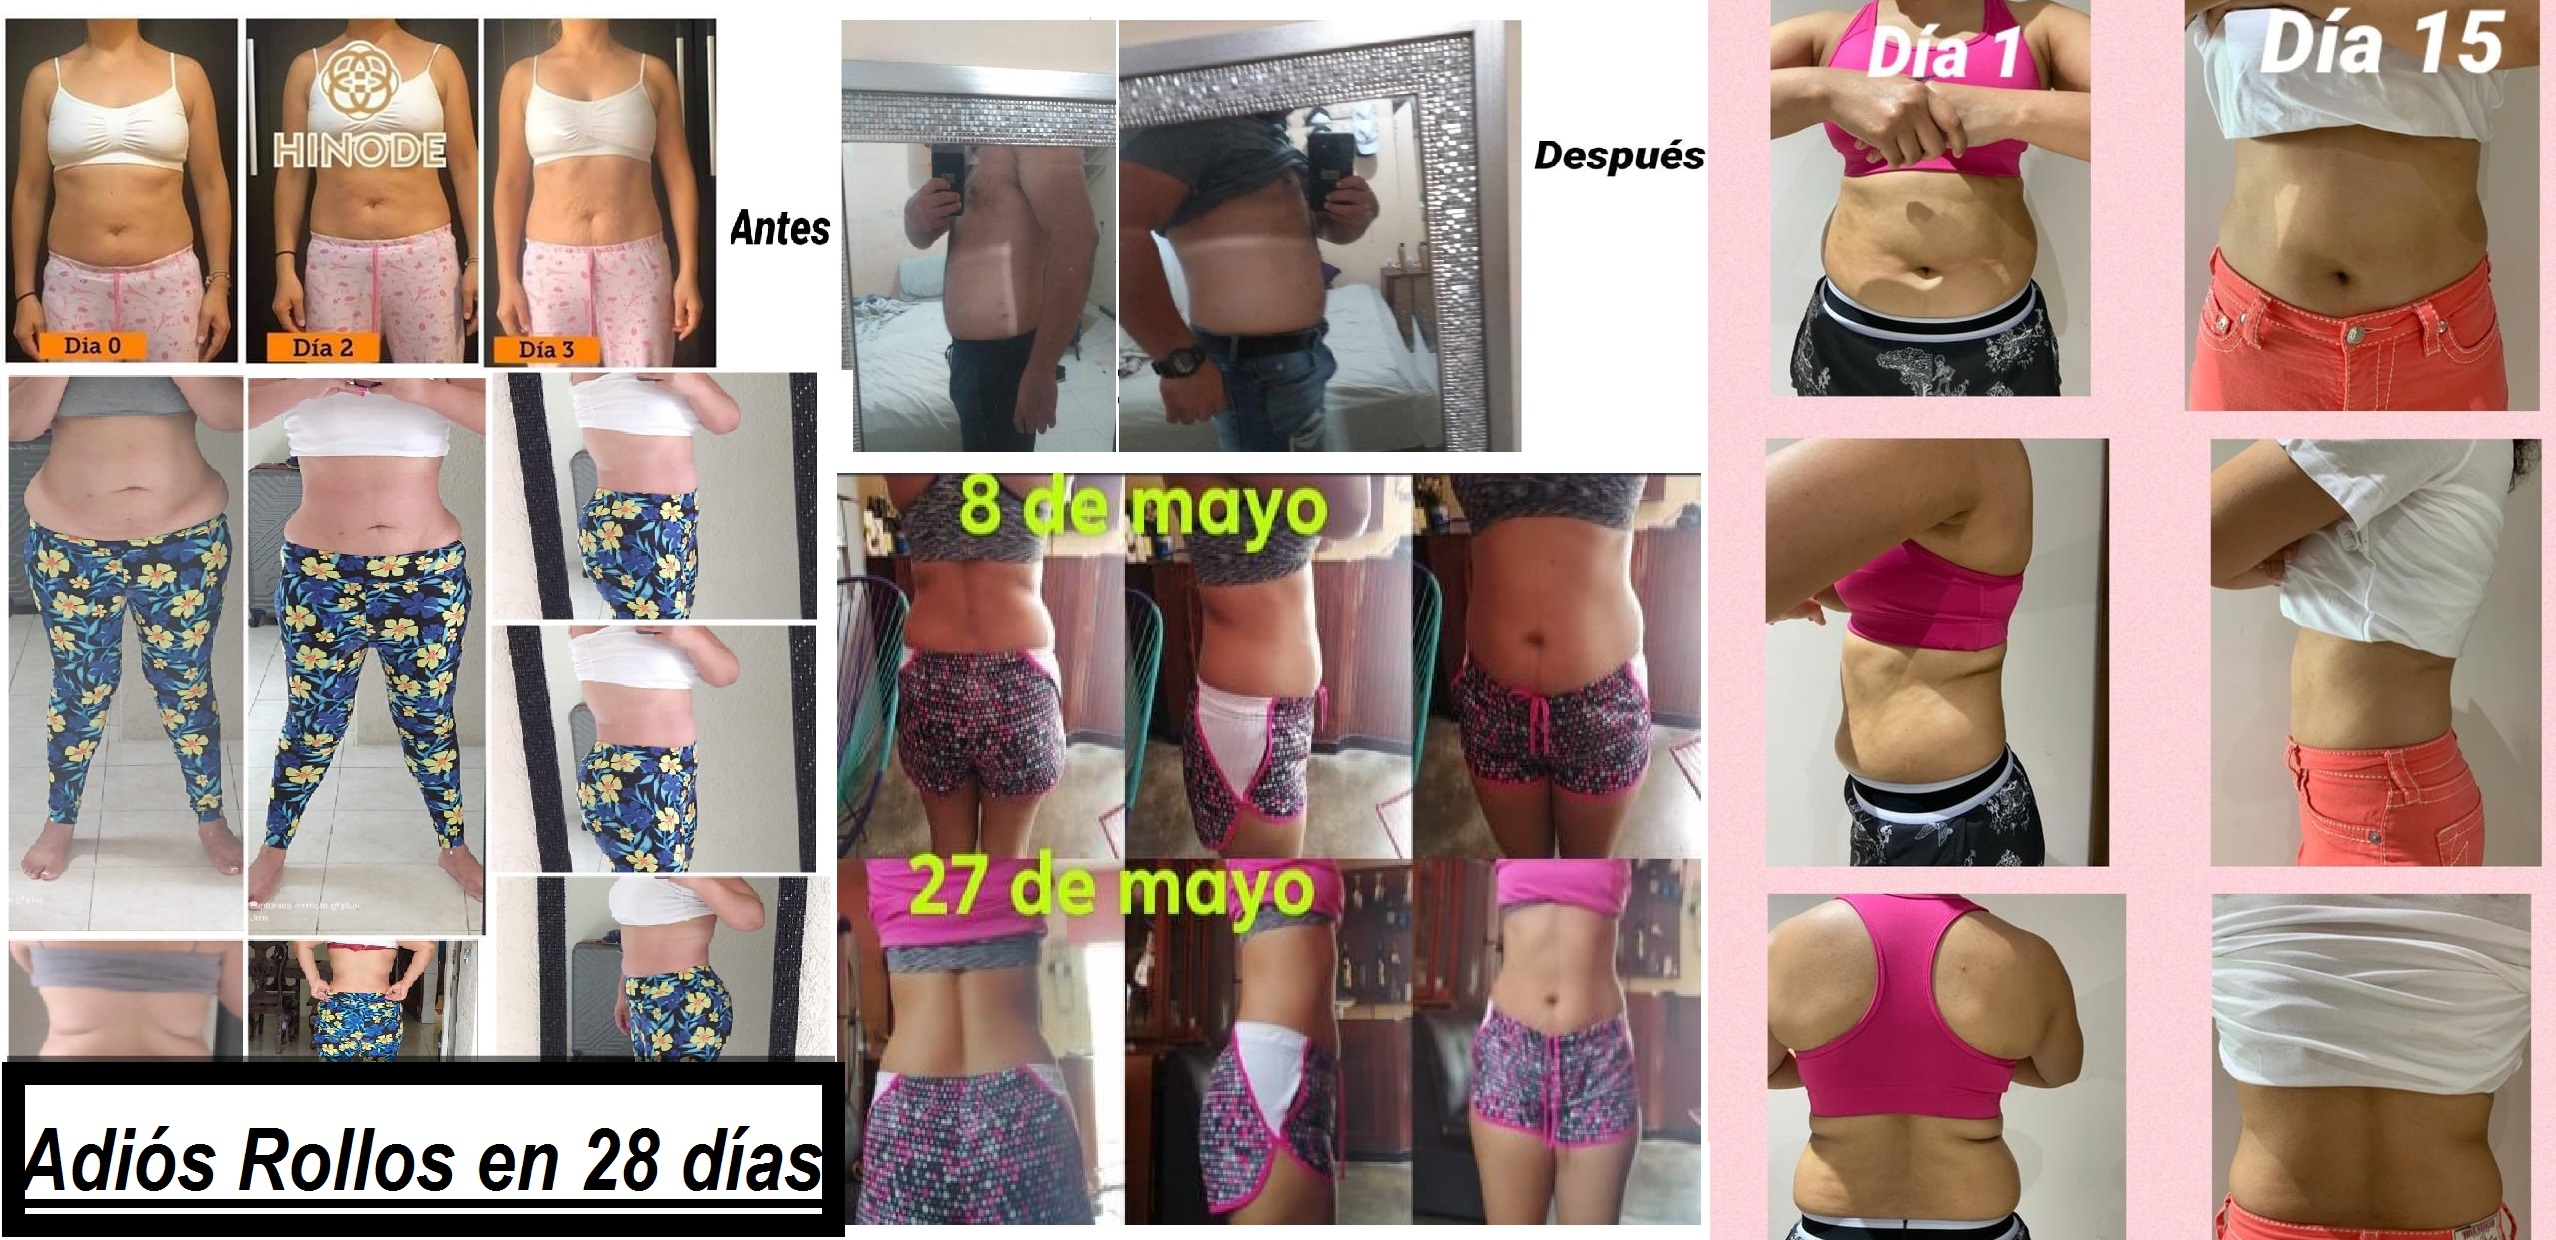 HINODE
Dia 0
Día 2
Día 3
Antes
Después
8 de mayo
27 de mayo
Día 1
Día 15
Adiós Rollos en 28 días